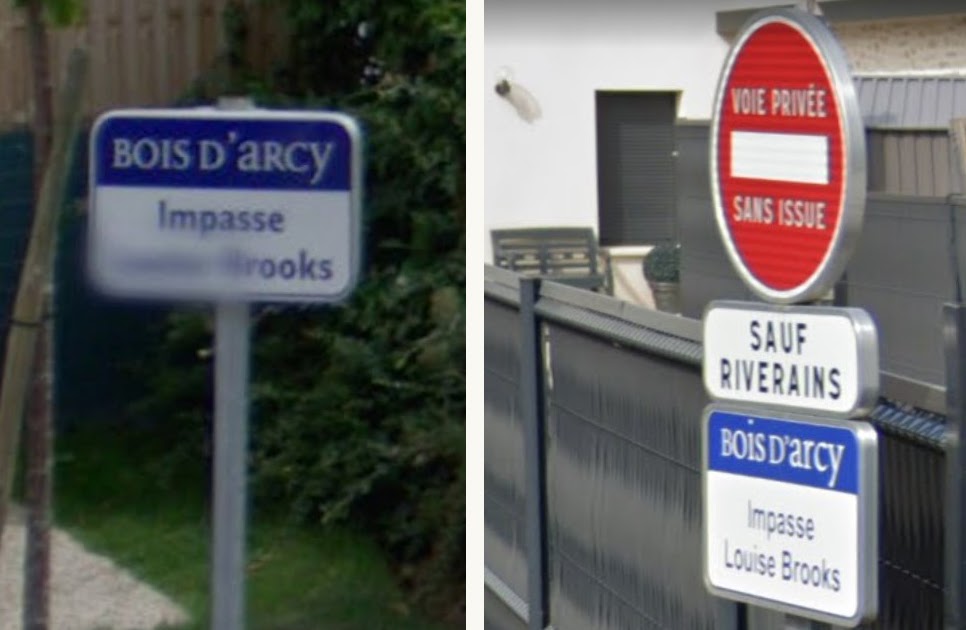 BOIS D'ARCY
Impasse
Brooks
VOIE PRIVÉE
SANS ISSUE
SAUF
RIVERAINS
BOIS D'ARCY
Impasse
Louise Brooks